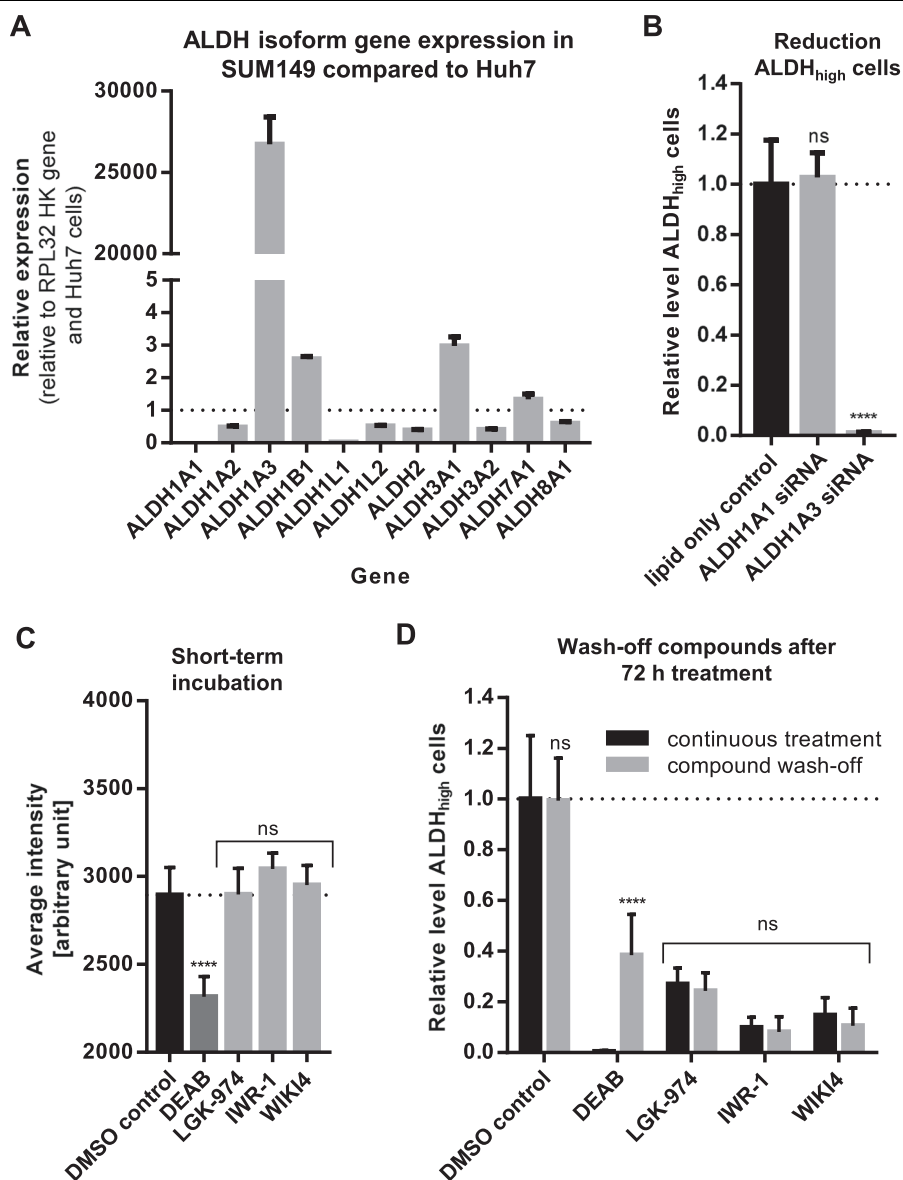 A
ALDH isoform gene expression in
SUM149 compared to Huh7
Relative expression
(relative to RPL32 HK gene
and Huh7 cells)
30000
25000
20000
5
4
3
2
1
0
ALDH1A1
ALDH1A2
ALDH1A3
ALDH1B1
ALDH1L1
ALDH1L2
ALDH2
ALDH3A1
ALDH3A2
ALDH7A1
ALDH8A1
Gene
B
Reduction
ALDHhigh cells
Relative level ALDHhigh cells
1.4
1.2
1.0
0.8
0.6
0.4
0.2
0.0
ns
****
lipid only control
ALDH1A1 siRNA
ALDH1A3 siRNA
C
Short-term
incubation
Average intensity
[arbitrary unit]
4000
3500
3000
2500
2000
ns
****
DMSO control
DEAB
LGK-974
IWR-1
WIKI4
D
Wash-off compounds after
72 h treatment
Relative level ALDHhigh cells
1.4
1.2
1.0
0.8
0.6
0.4
0.2
0.0
continuous treatment
compound wash-off
ns
****
ns
DMSO control
DEAB
LGK-974
IWR-1
WIKI4